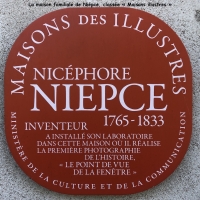 La maison familiale de Niépce, classée « Maisons Illustres »
MAISONS DES ILLUSTRES
NICÉPHORE
NIEPCE
1765-1833
INVENTEUR
A INSTALLÉ SON LABORATOIRE
DANS CETTE MAISON OÙ IL RÉALISE
LA PREMIÈRE PHOTOGRAPHIE
DE L'HISTOIRE,
« LE POINT DE VUE
DE LA FENÊTRE »
MINISTÈRE DE LA CULTURE ET DE LA COMMUNICATION